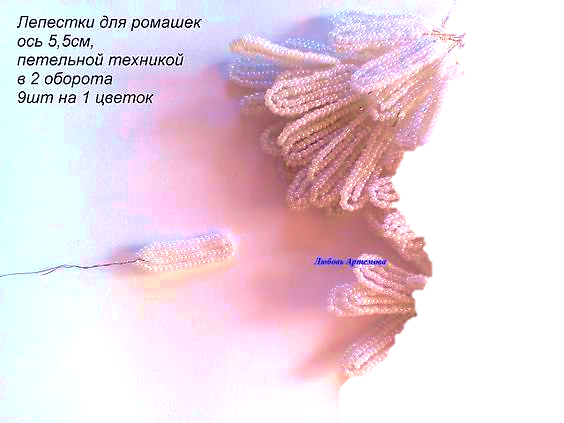 Лепестки для ромашек
ось 5,5см,
петельной техникой
в 2 оборота
9шт на 1 цветок
Любовь Артемова